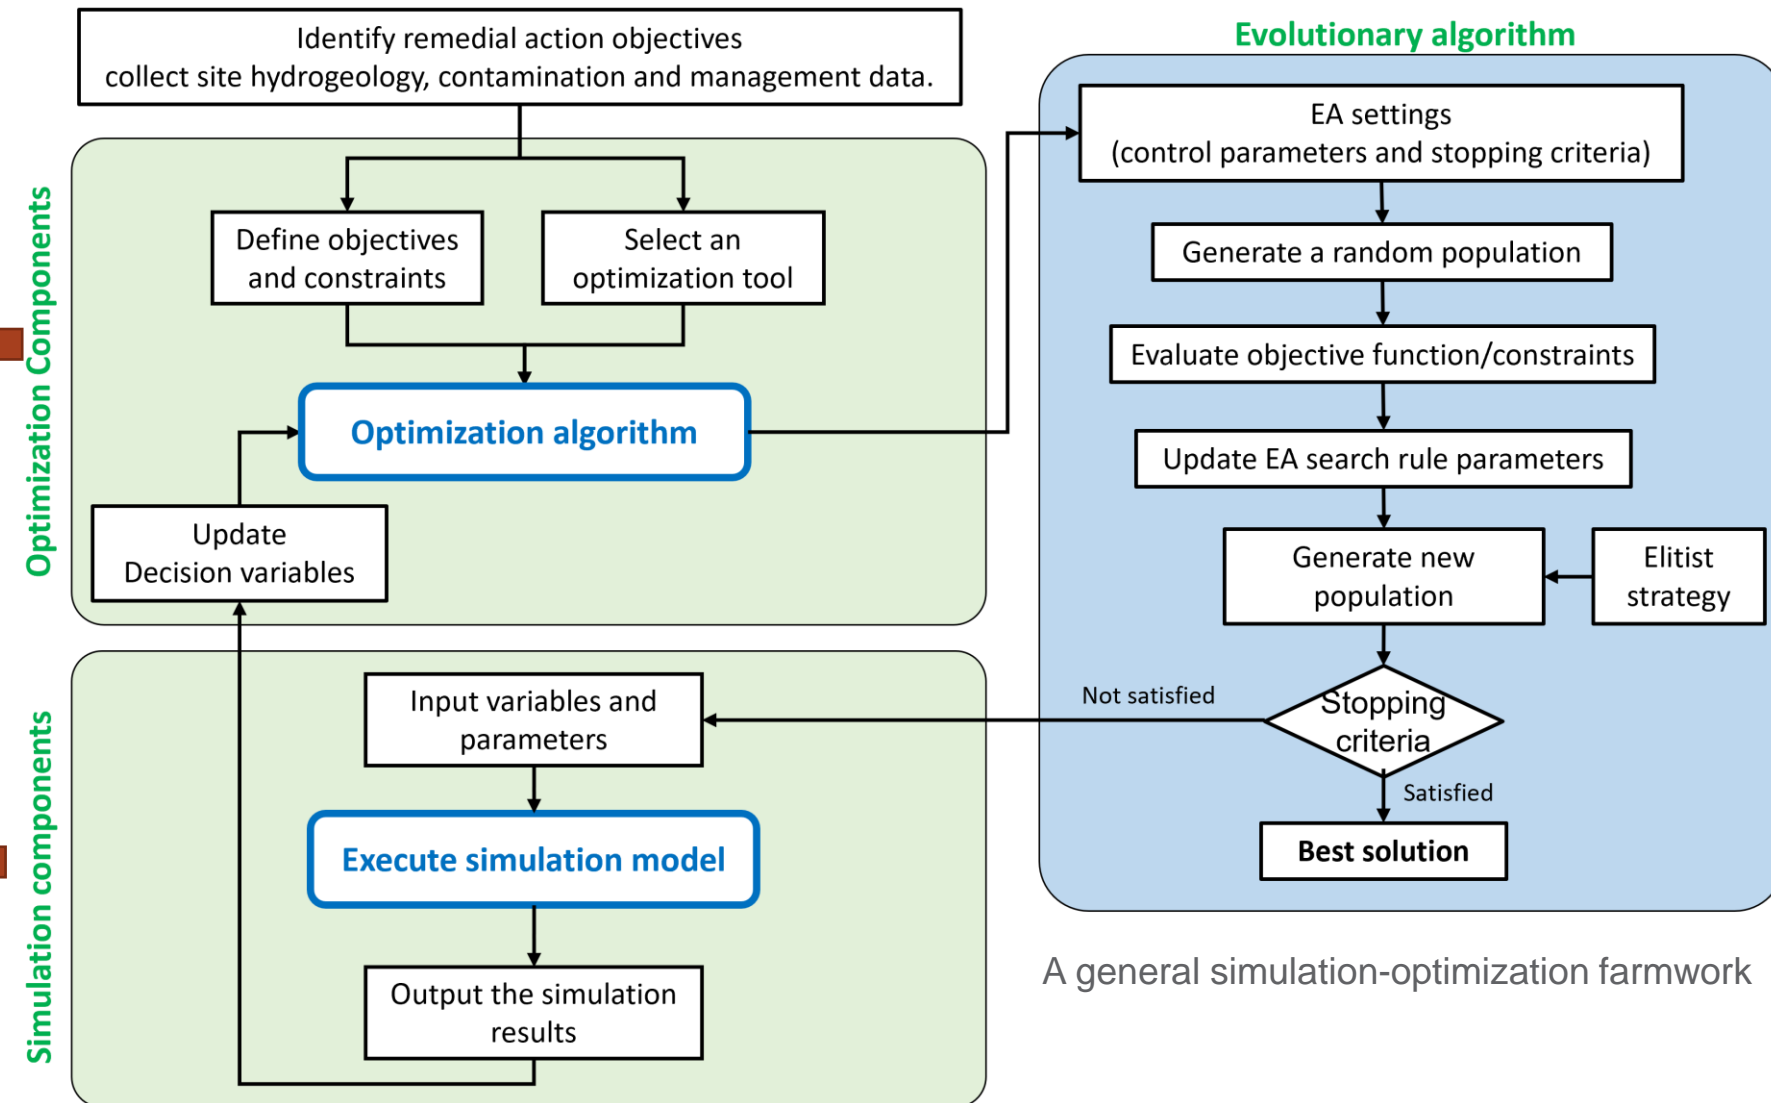 Identify remedial action objectives
collect site hydrogeology, contamination and management data.
Optimization Components
Define objectives
and constraints
Select an
optimization tool
Optimization algorithm
Update
Decision variables
Simulation components
Input variables and
parameters
Execute simulation model
Output the simulation
results
Evolutionary algorithm
EA settings
(control parameters and stopping criteria)
Generate a random population
Evaluate objective function/constraints
Update EA search rule parameters
Generate new
population
Elitist
strategy
Stopping
criteria
Not satisfied
Satisfied
Best solution
A general simulation-optimization farmwork